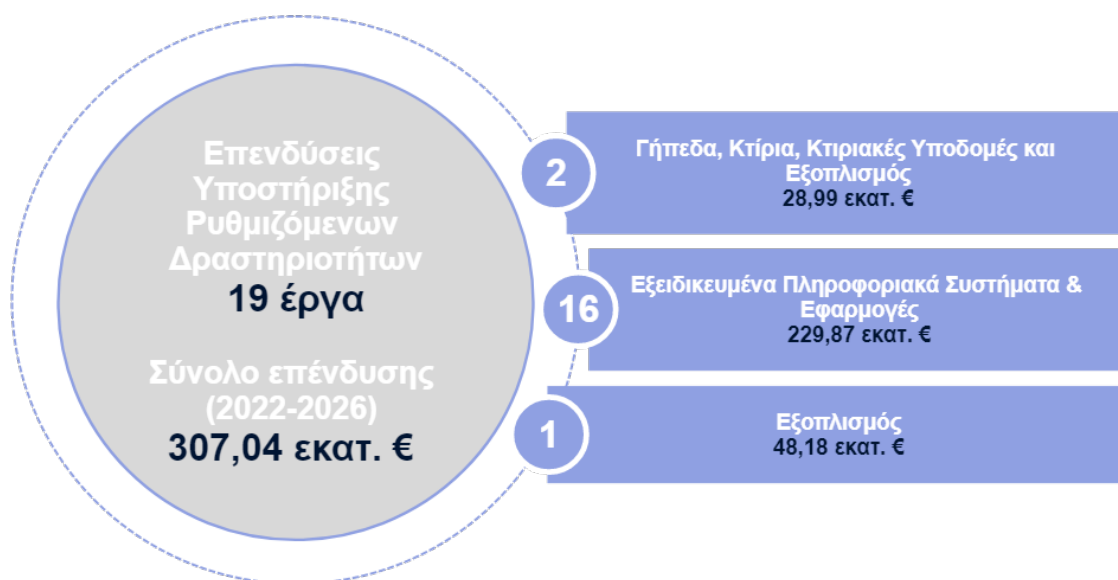 Επενδύσεις
Υποστήριξης
Ρυθμιζόμενων
Δραστηριοτήτων
19 έργα
Σύνολο επένδυσης
(2022-2026)
307,04 εκατ. €
2
Γήπεδα, Κτίρια, Κτιριακές Υποδομές και
Εξοπλισμός
28,99 εκατ. €
16
Εξειδικευμένα Πληροφοριακά Συστήματα &
Εφαρμογές
229,87 εκατ. €
1
Εξοπλισμός
48,18 εκατ. €